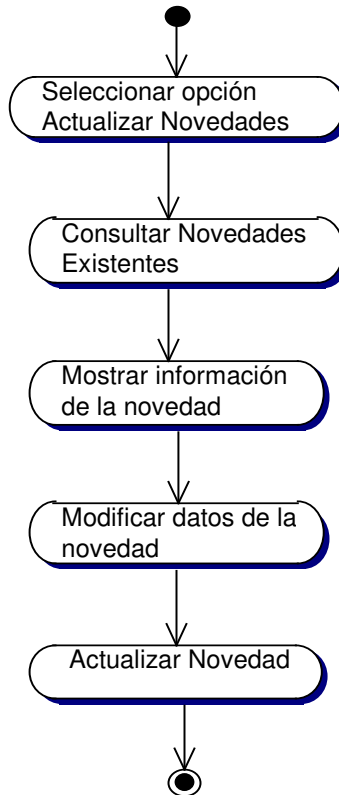 Seleccionar opción
Actualizar Novedades
Consultar Novedades
Existentes
Mostrar información
de la novedad
Modificar datos de la
novedad
Actualizar Novedad